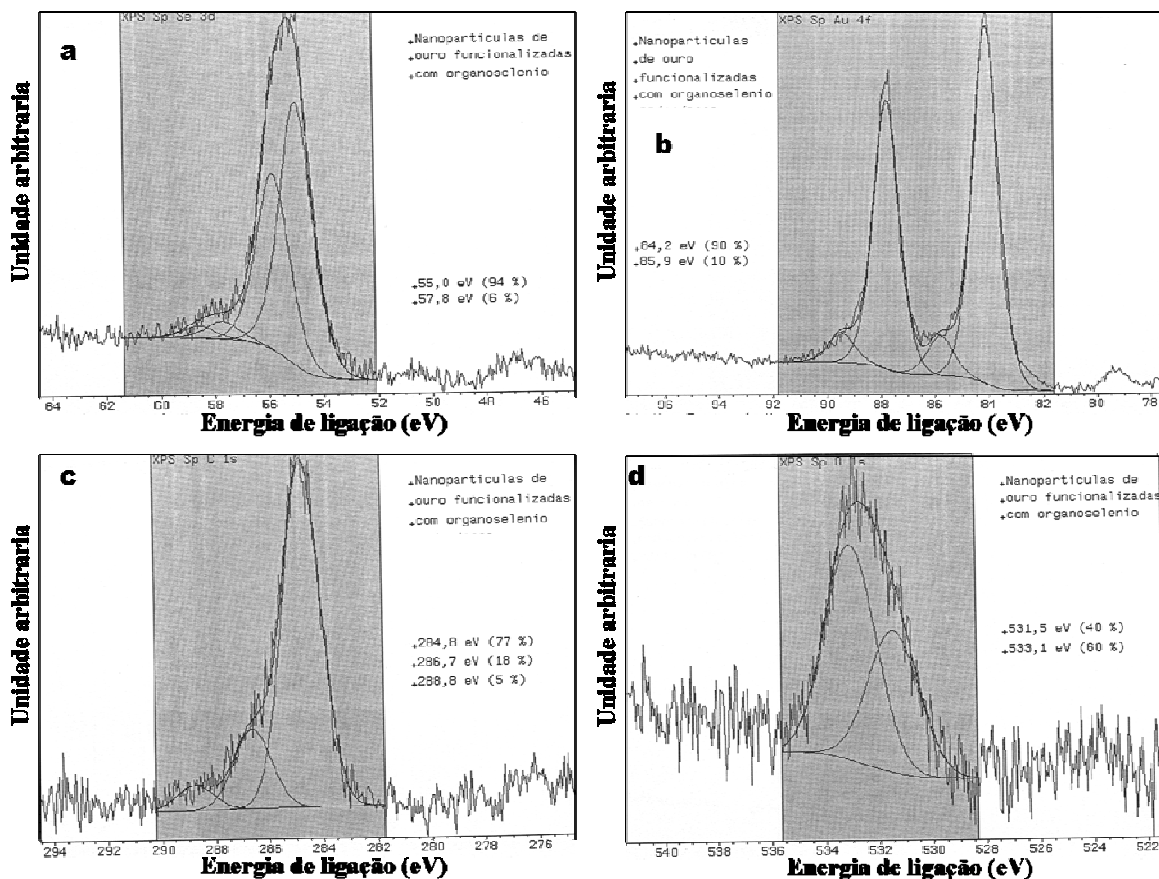 XPS Sp Se 3d
a
+Nanoparticulas de
+ouro funcionalizadas
+com organoselenio
+55,0 eV (94 %)
+57,8 eV (6 %)
Unidade arbitraria
64 62 60 58 56 54 52 50 48 46
Energia de ligação (eV)
XPS Sp Au 4f
+Nanoparticulas
+de ouro
+funcionalizadas
+com organoselenio
b
+84,2 eV (90 %)
+85,9 eV (10 %)
Unidade arbitraria
96 94 92 90 88 86 84 82 80 78
Energia de ligação (eV)
XPS Sp C 1s
c
+Nanoparticulas de
+ouro funcionalizadas
+com organoselenio
+284,8 eV (77 %)
+286,7 eV (18 %)
+288,8 eV (5 %)
Unidade arbitraria
294 292 290 288 286 284 282 280 278 276
Energia de ligação (eV)
XPS Sp O 1s
d
+Nanoparticulas de
+ouro funcionalizadas
+com organoselenio
+531,5 eV (40 %)
+533,1 eV (60 %)
Unidade arbitraria
540 538 536 534 532 530 528 526 524 522
Energia de ligação (eV)